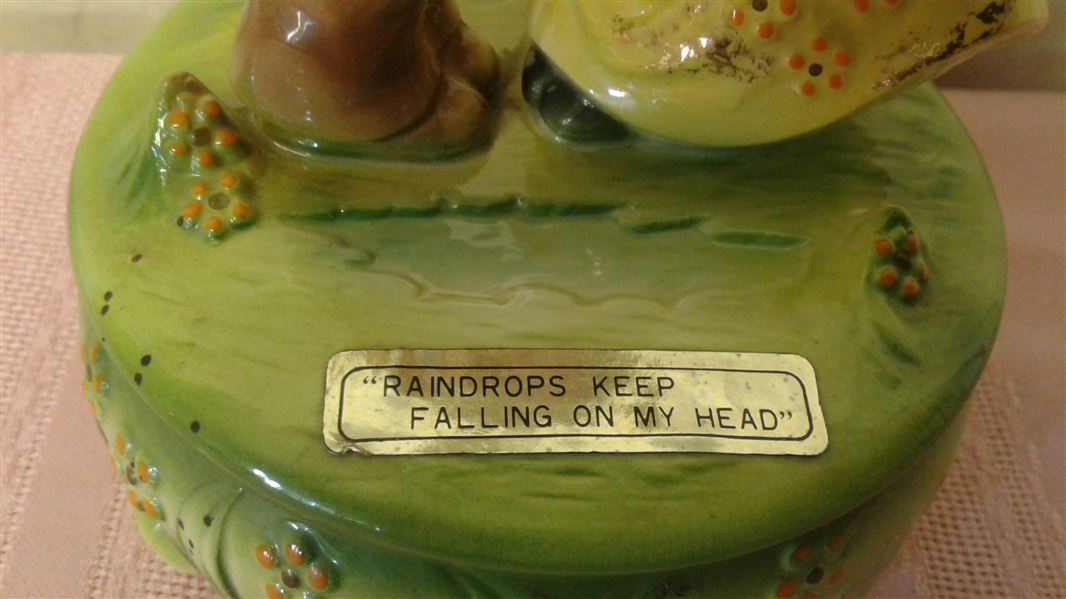 “RAINDROPS KEEP
FALLING ON MY HEAD”